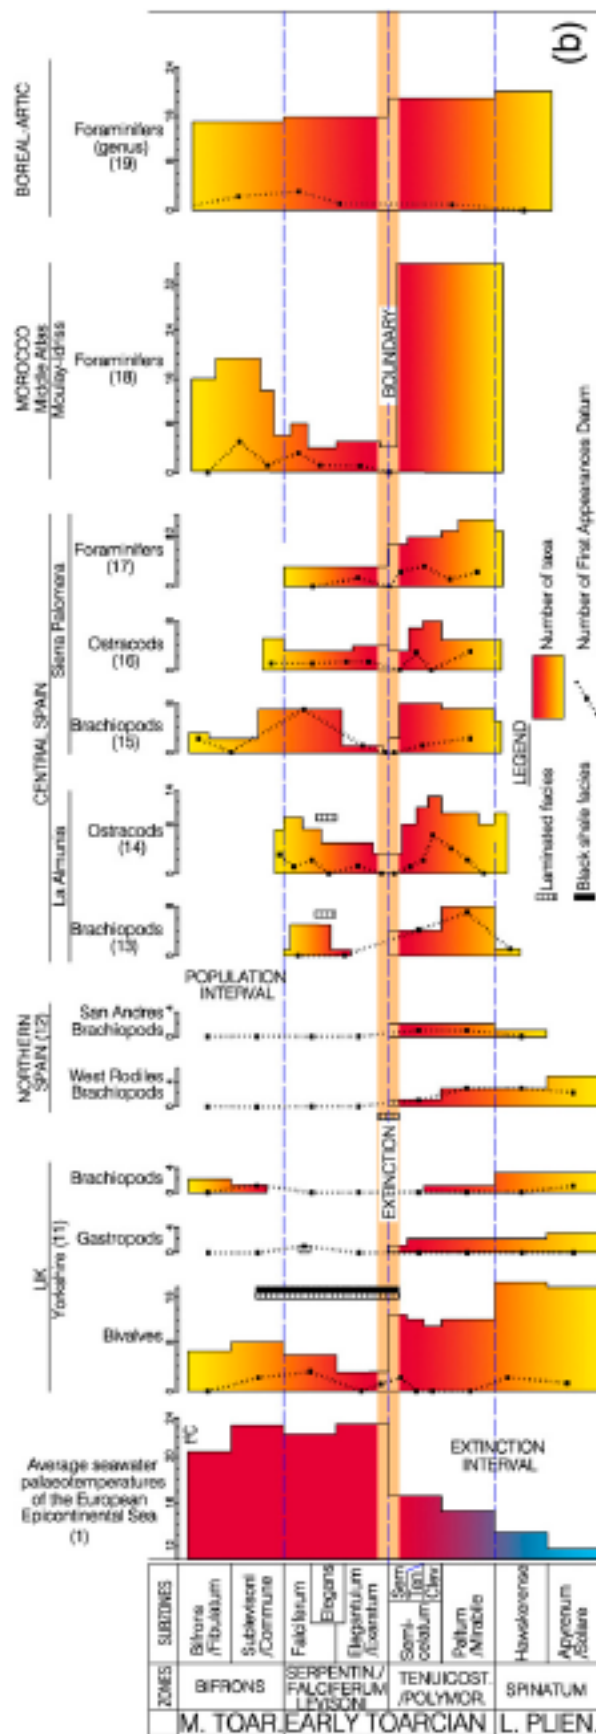 BOREAL-ARTIC
Foraminifers
(genus)
(19)
MOROCCO
Middle Atlas
Moulay-Idriss
Foraminifers
(18)
CENTRAL SPAIN
Sierra Palomera
Foraminifers
(17)
Ostracods
(16)
Brachiopods
(15)
La Almunia
Ostracods
(14)
Brachiopods
(13)
NORTHERN
SPAIN (12)
San Andres
Brachiopods
West Rodiles
Brachiopods
UK
Yorkshire (11)
Brachiopods
Gastropods
Bivalves
Average seawater
palaeotemperatures
of the European
Epicontinental Sea
(1)
POPULATION
INTERVAL
EXTINCTION
BOUNDARY
EXTINCTION
INTERVAL
LEGEND
Number of taxa
Number of First Appearances Datum
Laminated facies
Black shale facies
SUBZONES
Bifrons
/Fibulatum
Sublevisoni
/Commune
Falciferum
Elegans
Elegantulum
/Exaratum
Sem
Ten
Clev
Semi-
celatum
Paltum
/Mirabile
Hawskerense
Apyrenum
/Solare
ZONES
BIFRONS
SERPENTIN./
FALCIFERUM
LEVISONI
TENUICOST.
/POLYMOR.
SPINATUM
M. TOAR.
EARLY TOARCIAN
L. PLIEN.
(b)